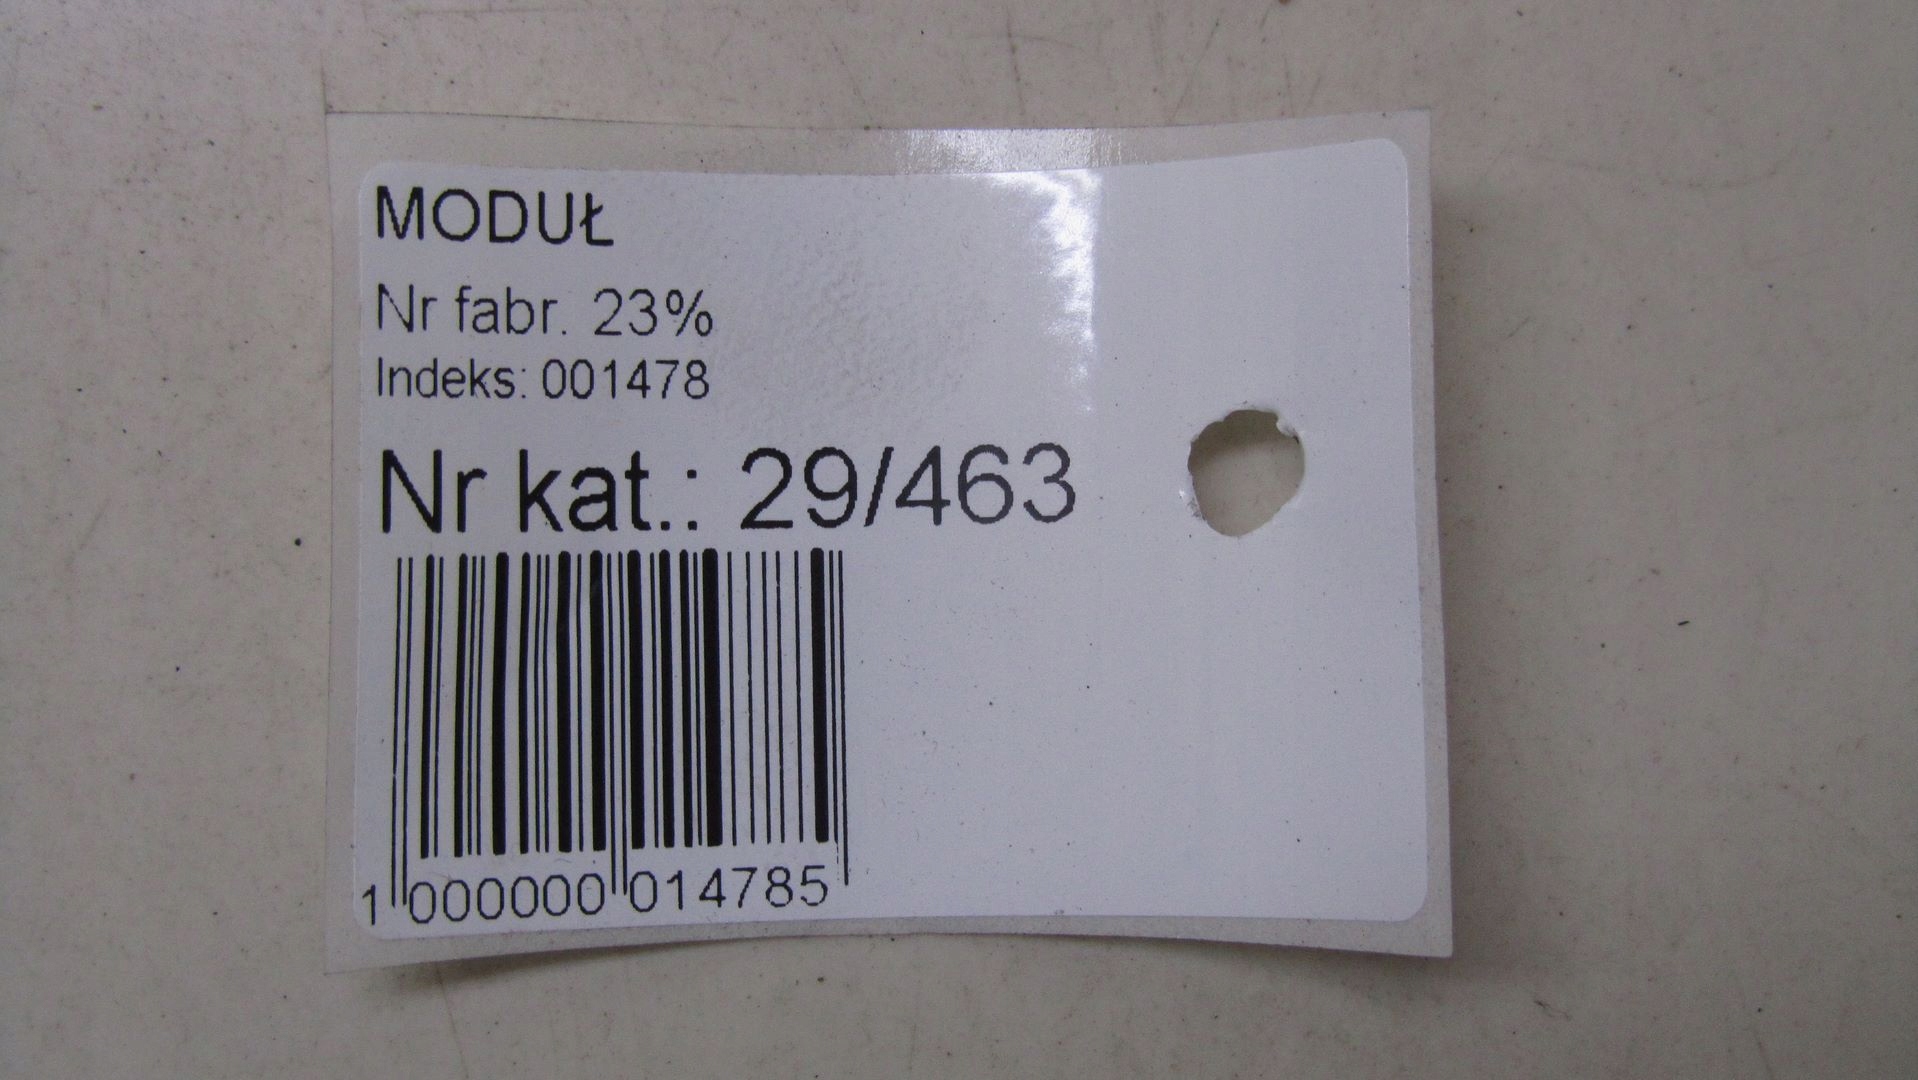 MODUŁ
Nr fabr. 23%
Indeks: 001478
Nr kat.: 29/463
1 000000 014785